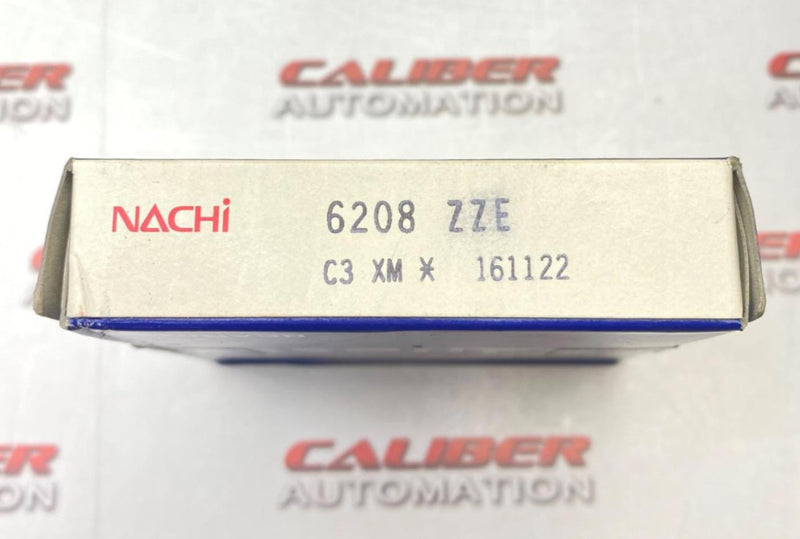 CALIBER
AUTOMATION
NACHi
6208 ZZE
C3 XM * 161122
CALIBER
AUTOMATION